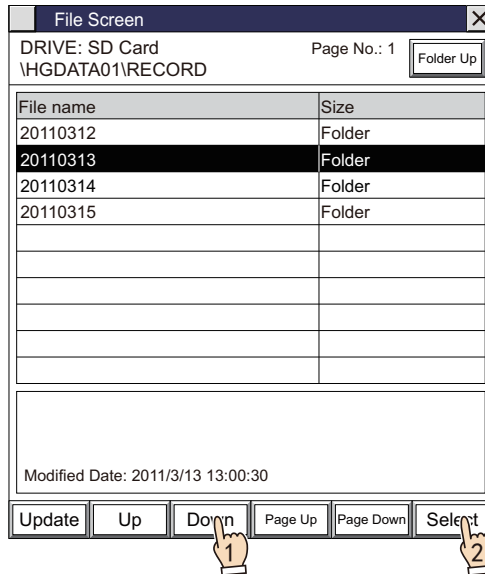 File Screen
DRIVE: SD Card Page No.: 1 Folder Up
\HGDATA01\RECORD
File name Size
20110312 Folder
20110313 Folder
20110314 Folder
20110315 Folder
Modified Date: 2011/3/13 13:00:30
Update Up Down Page Up Page Down Select
1 2